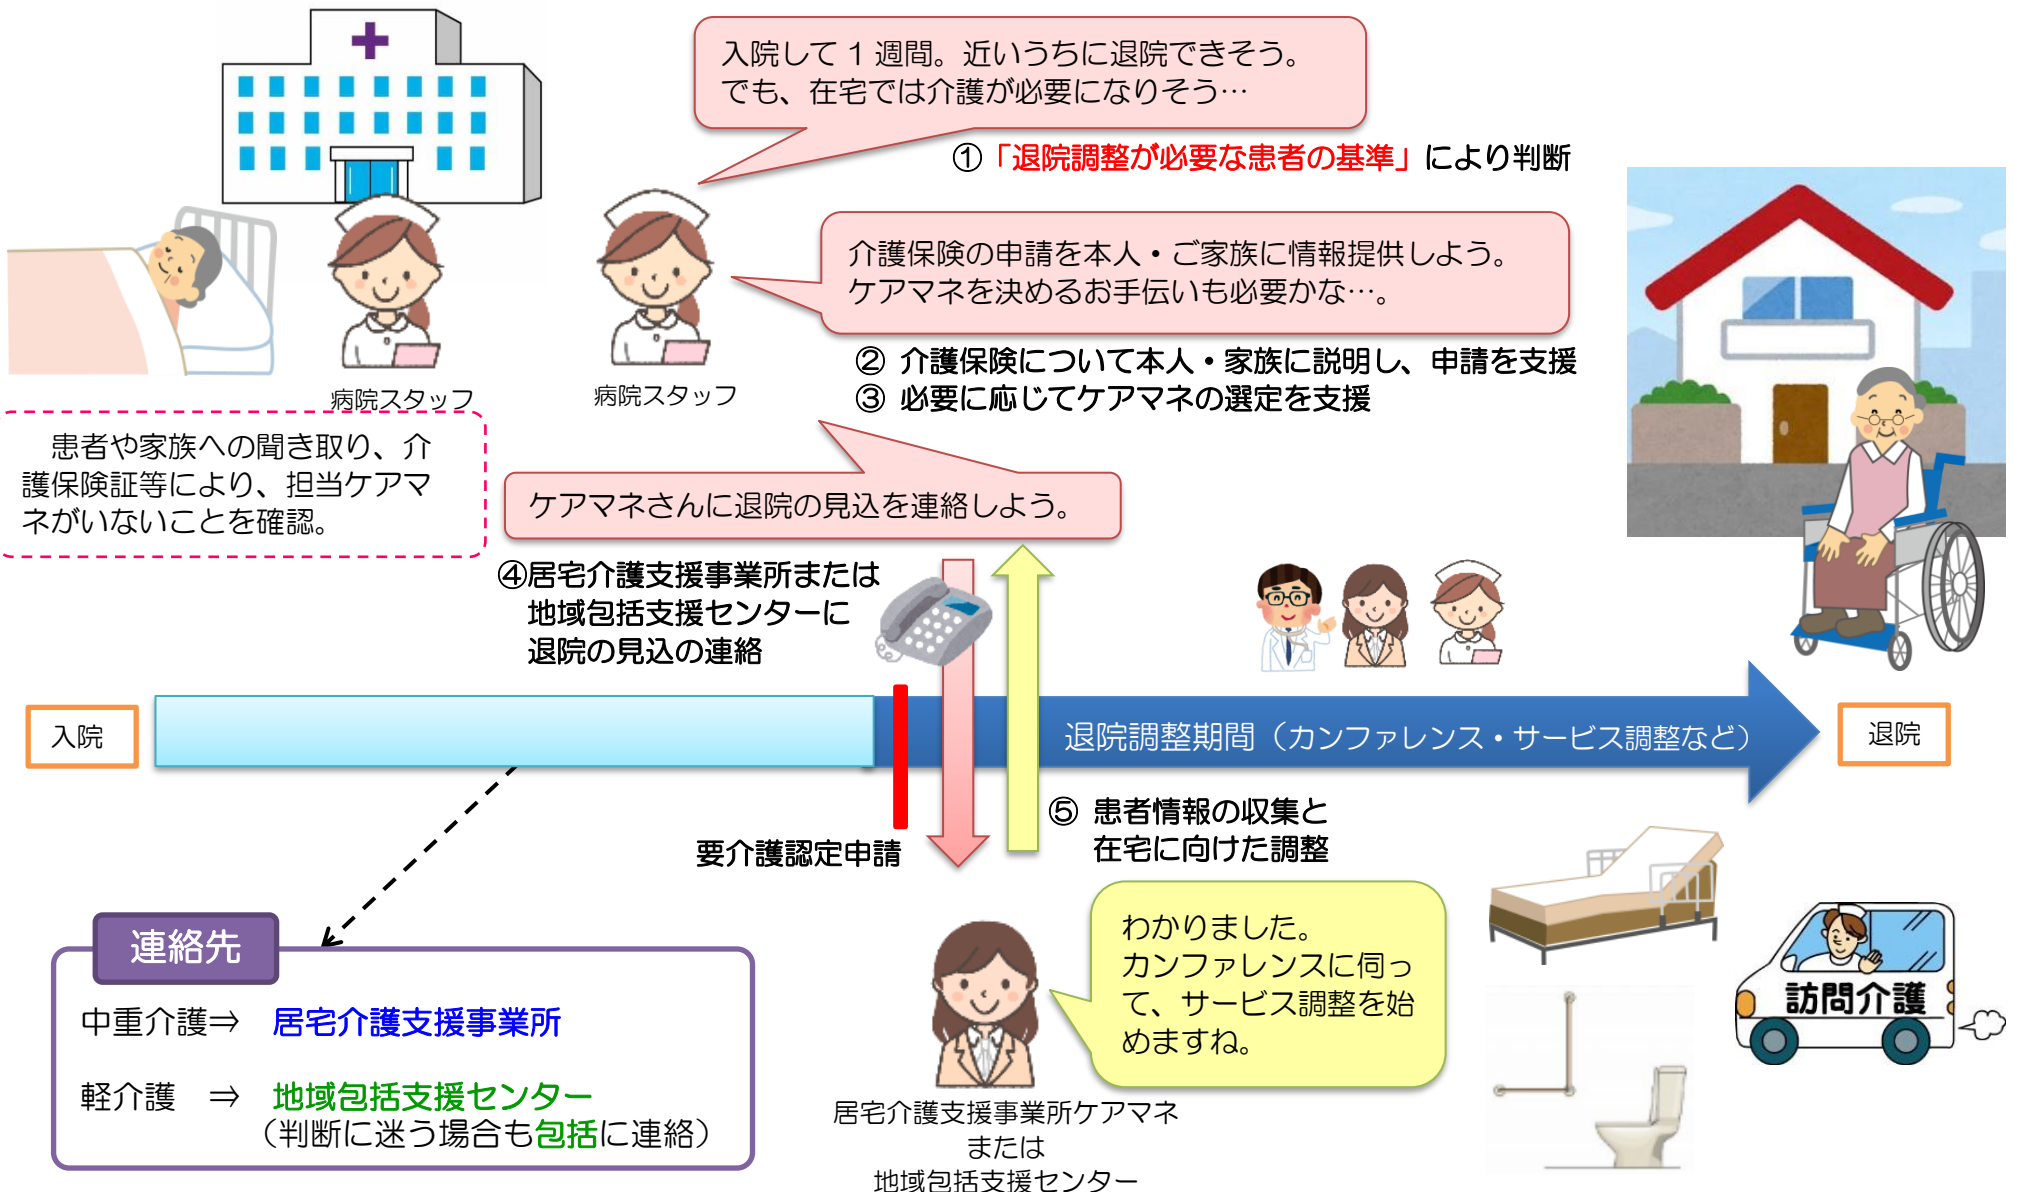 入院して 1 週間。近いうちに退院できそう。
でも、在宅では介護が必要になりそう…
①「退院調整が必要な患者の基準」により判断
介護保険の申請を本人・ご家族に情報提供しよう。
ケアマネを決めるお手伝いも必要かな…。
② 介護保険について本人・家族に説明し、申請を支援
③ 必要に応じてケアマネの選定を支援
病院スタッフ
病院スタッフ
患者や家族への聞き取り、介
護保険証等により、担当ケアマ
ネがいないことを確認。
ケアマネさんに退院の見込を連絡しよう。
④居宅介護支援事業所または
地域包括支援センターに
退院の見込の連絡
入院
退院調整期間（カンファレンス・サービス調整など）
退院
要介護認定申請
⑤ 患者情報の収集と
在宅に向けた調整
連絡先
中重介護⇒ 居宅介護支援事業所
軽介護 ⇒ 地域包括支援センター
（判断に迷う場合も包括に連絡）
わかりました。
カンファレンスに伺っ
て、サービス調整を始
めますね。
居宅介護支援事業所ケアマネ
または
地域包括支援センター
訪問介護